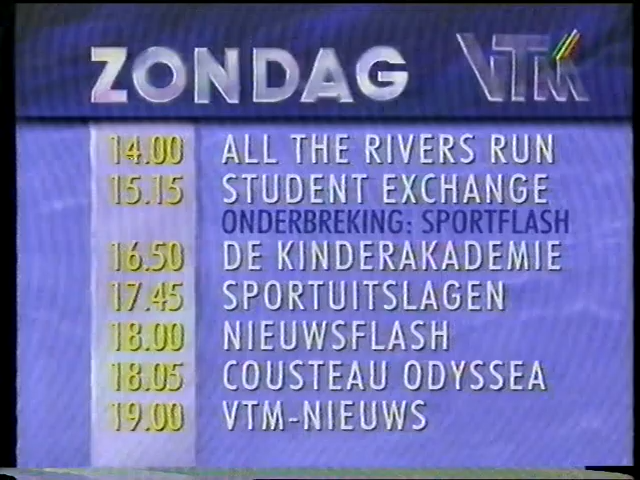 ZONDAG VTM
14.00 ALL THE RIVERS RUN
15.15 STUDENT EXCHANGE
ONDERBREKING: SPORTFLASH
16.50 DE KINDERAKADEMIE
17.45 SPORTUITSLAGEN
18.00 NIEUWSFLASH
18.05 COUSTEAU ODYSSEA
19.00 VTM-NIEUWS